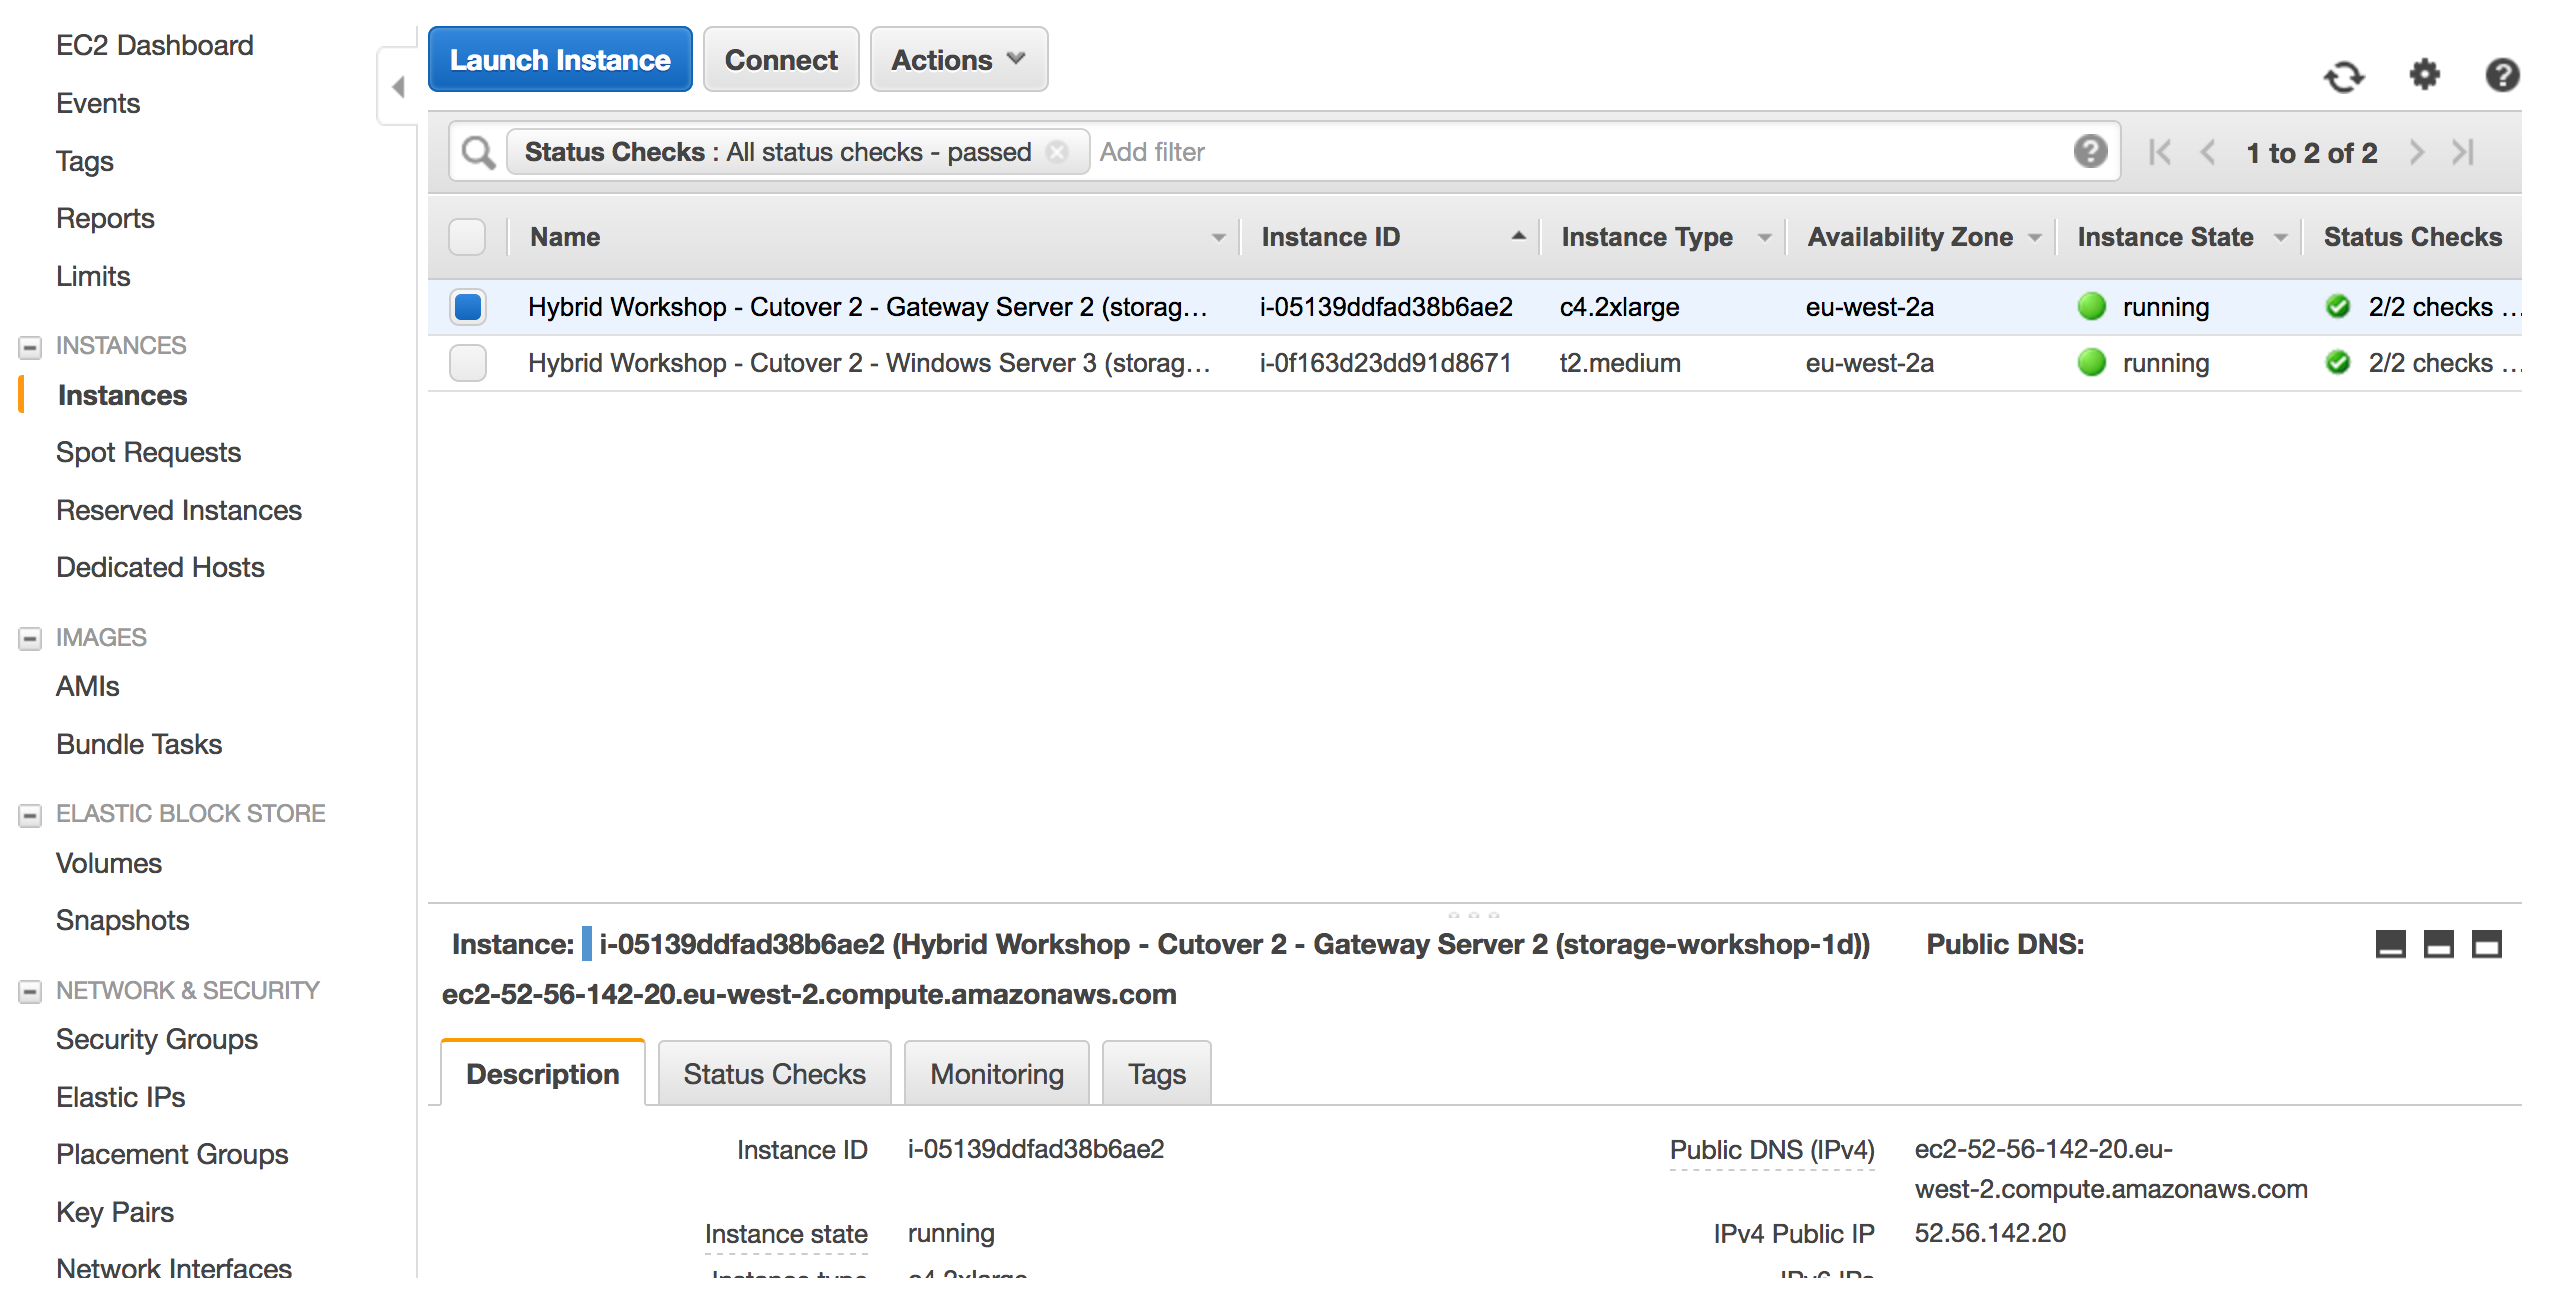 EC2 Dashboard
Events
Tags
Reports
Limits
INSTANCES
Instances
Spot Requests
Reserved Instances
Dedicated Hosts
IMAGES
AMIs
Bundle Tasks
ELASTIC BLOCK STORE
Volumes
Snapshots
NETWORK & SECURITY
Security Groups
Elastic IPs
Placement Groups
Key Pairs
Network Interfaces
Launch Instance Connect Actions
Status Checks : All status checks - passed Add filter 1 to 2 of 2
Name Instance ID Instance Type Availability Zone Instance State Status Checks
Hybrid Workshop - Cutover 2 - Gateway Server 2 (storag... i-05139ddfad38b6ae2 c4.2xlarge eu-west-2a running 2/2 checks ...
Hybrid Workshop - Cutover 2 - Windows Server 3 (storag... i-0f163d23dd91d8671 t2.medium eu-west-2a running 2/2 checks ...
Instance: i-05139ddfad38b6ae2 (Hybrid Workshop - Cutover 2 - Gateway Server 2 (storage-workshop-1d)) Public DNS:
ec2-52-56-142-20.eu-west-2.compute.amazonaws.com
Description Status Checks Monitoring Tags
Instance ID i-05139ddfad38b6ae2 Public DNS (IPv4) ec2-52-56-142-20.eu-
west-2.compute.amazonaws.com
Instance state running IPv4 Public IP 52.56.142.20
Instance type c4.2xlarge IPv6 IPs